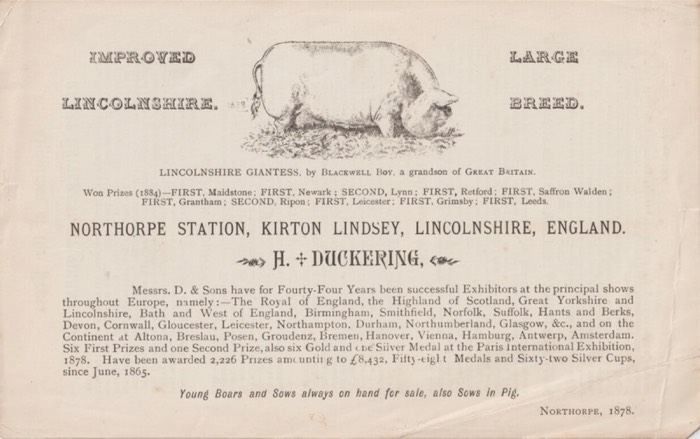 IMPROVED LARGE
LINCOLNSHIRE. BREED.
LINCOLNSHIRE GIANTESS, by Blackwell Boy, a grandson of Great Britain.
Won Prizes (1884)—FIRST, Maidstone; FIRST, Newark; SECOND, Lynn; FIRST, Retford; FIRST, Saffron Walden;
FIRST, Grantham; SECOND, Ripon; FIRST, Leicester; FIRST, Grimsby; FIRST, Leeds.
NORTHORPE STATION, KIRTON LINDSEY, LINCOLNSHIRE, ENGLAND.
H. + DUCKERING,
Messrs. D. & Sons have for Fourty-Four Years been successful Exhibitors at the principal shows
throughout Europe, namely:—The Royal of England, the Highland of Scotland, Great Yorkshire and
Lincolnshire, Bath and West of England, Birmingham, Smithfield, Norfolk, Suffolk, Hants and Berks,
Devon, Cornwall, Gloucester, Leicester, Northampton, Durham, Northumberland, Glasgow, &c., and on the
Continent at Altona, Breslau, Posen, Groudenz, Bremen, Hanover, Vienna, Hamburg, Antwerp, Amsterdam.
Six First Prizes and one Second Prize, also six Gold and one Silver Medal at the Paris International Exhibition,
1878. Have been awarded 2,226 Prizes amounting to £8,432, Fifty-eight Medals and Sixty-two Silver Cups,
since June, 1865.
Young Boars and Sows always on hand for sale, also Sows in Pig.
Northorpe, 1878.